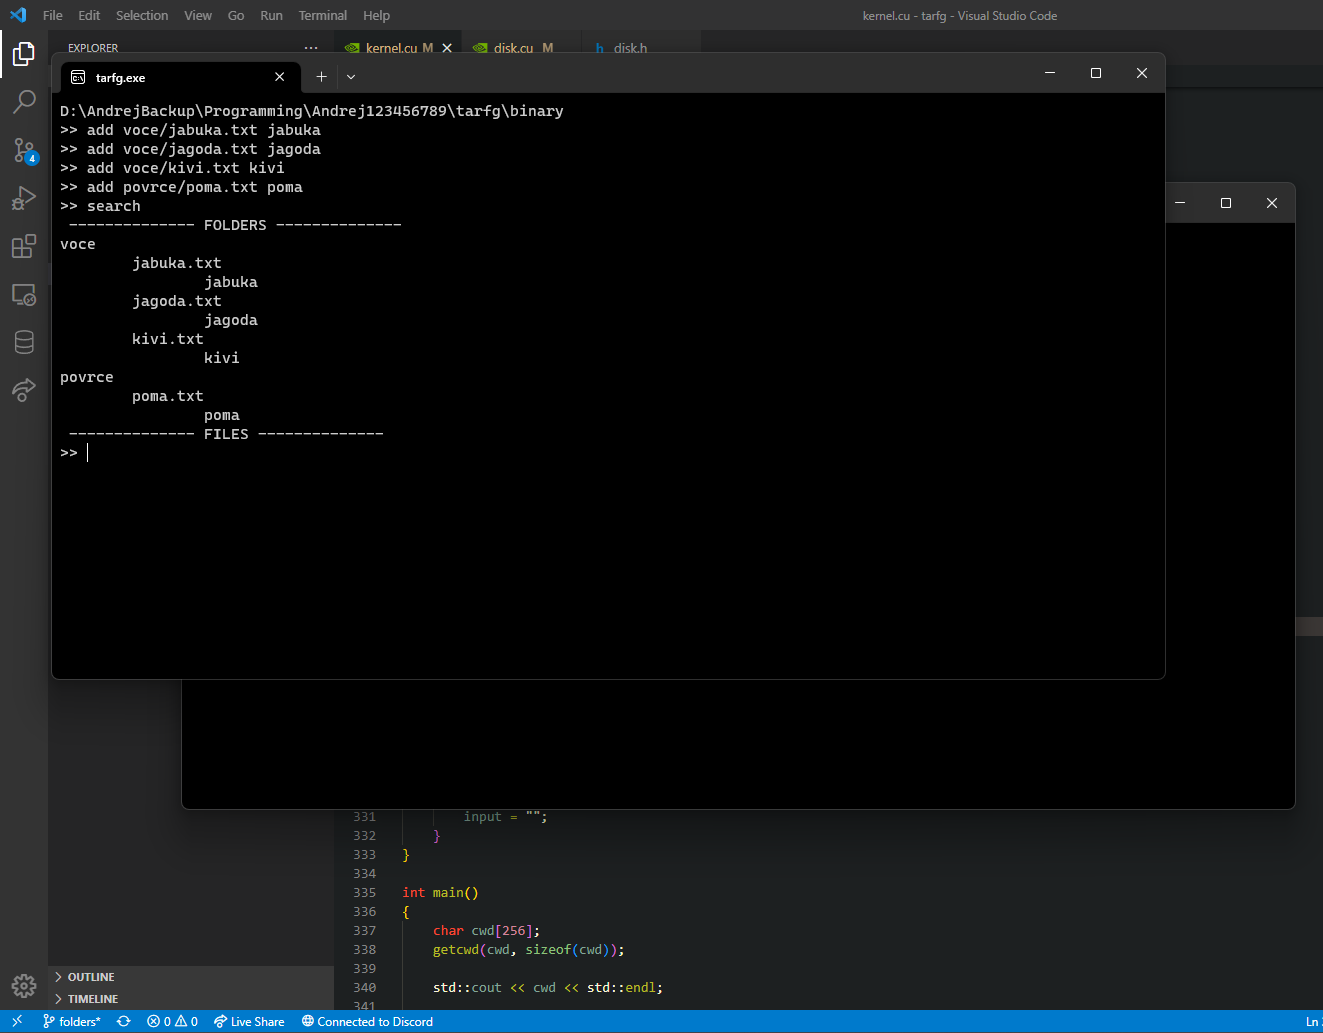 File Edit Selection View Go Run Terminal Help kernel.cu - tarfg - Visual Studio Code
EXPLORER ... kernel.cu M disk.cu M h disk.h
tarfg.exe
D:\AndrejBackup\Programming\Andrej123456789\tarfg\binary
>> add voce/jabuka.txt jabuka
>> add voce/jagoda.txt jagoda
>> add voce/kivi.txt kivi
>> add povrce/poma.txt poma
>> search
-------------- FOLDERS --------------
voce
jabuka.txt
jabuka
jagoda.txt
jagoda
kivi.txt
kivi
povrce
poma.txt
poma
-------------- FILES --------------
>>
4
331 input = "";
332 }
333 }
334
335 int main()
336 {
337 char cwd[256];
338 getcwd(cwd, sizeof(cwd));
339
340 std::cout << cwd << std::endl;
341
OUTLINE
TIMELINE
folders* 0 0 Live Share Connected to Discord Ln